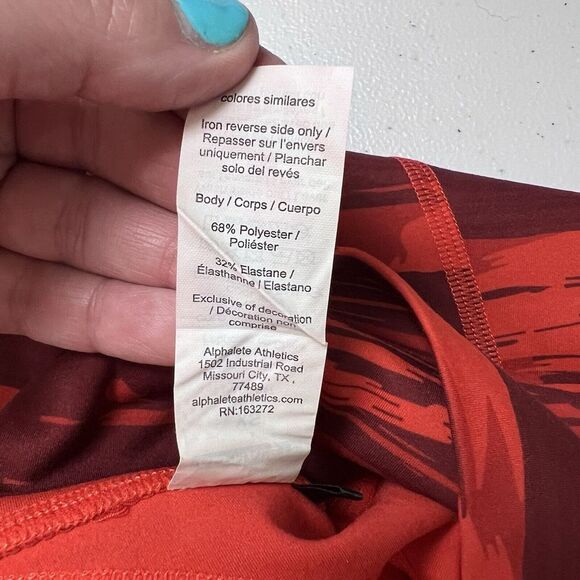 colores similares
Iron reverse side only /
Repasser sur l'envers
uniquement / Planchar
solo del revés
Body / Corps / Cuerpo
68% Polyester /
Poliéster
32% Elastane /
Élasthanne / Elastano
Exclusive of decoration
/ Décoration non
comprise
Alphalete Athletics
1502 Industrial Road
Missouri City, TX ,
77489
alphaleteathletics.com
RN:163272